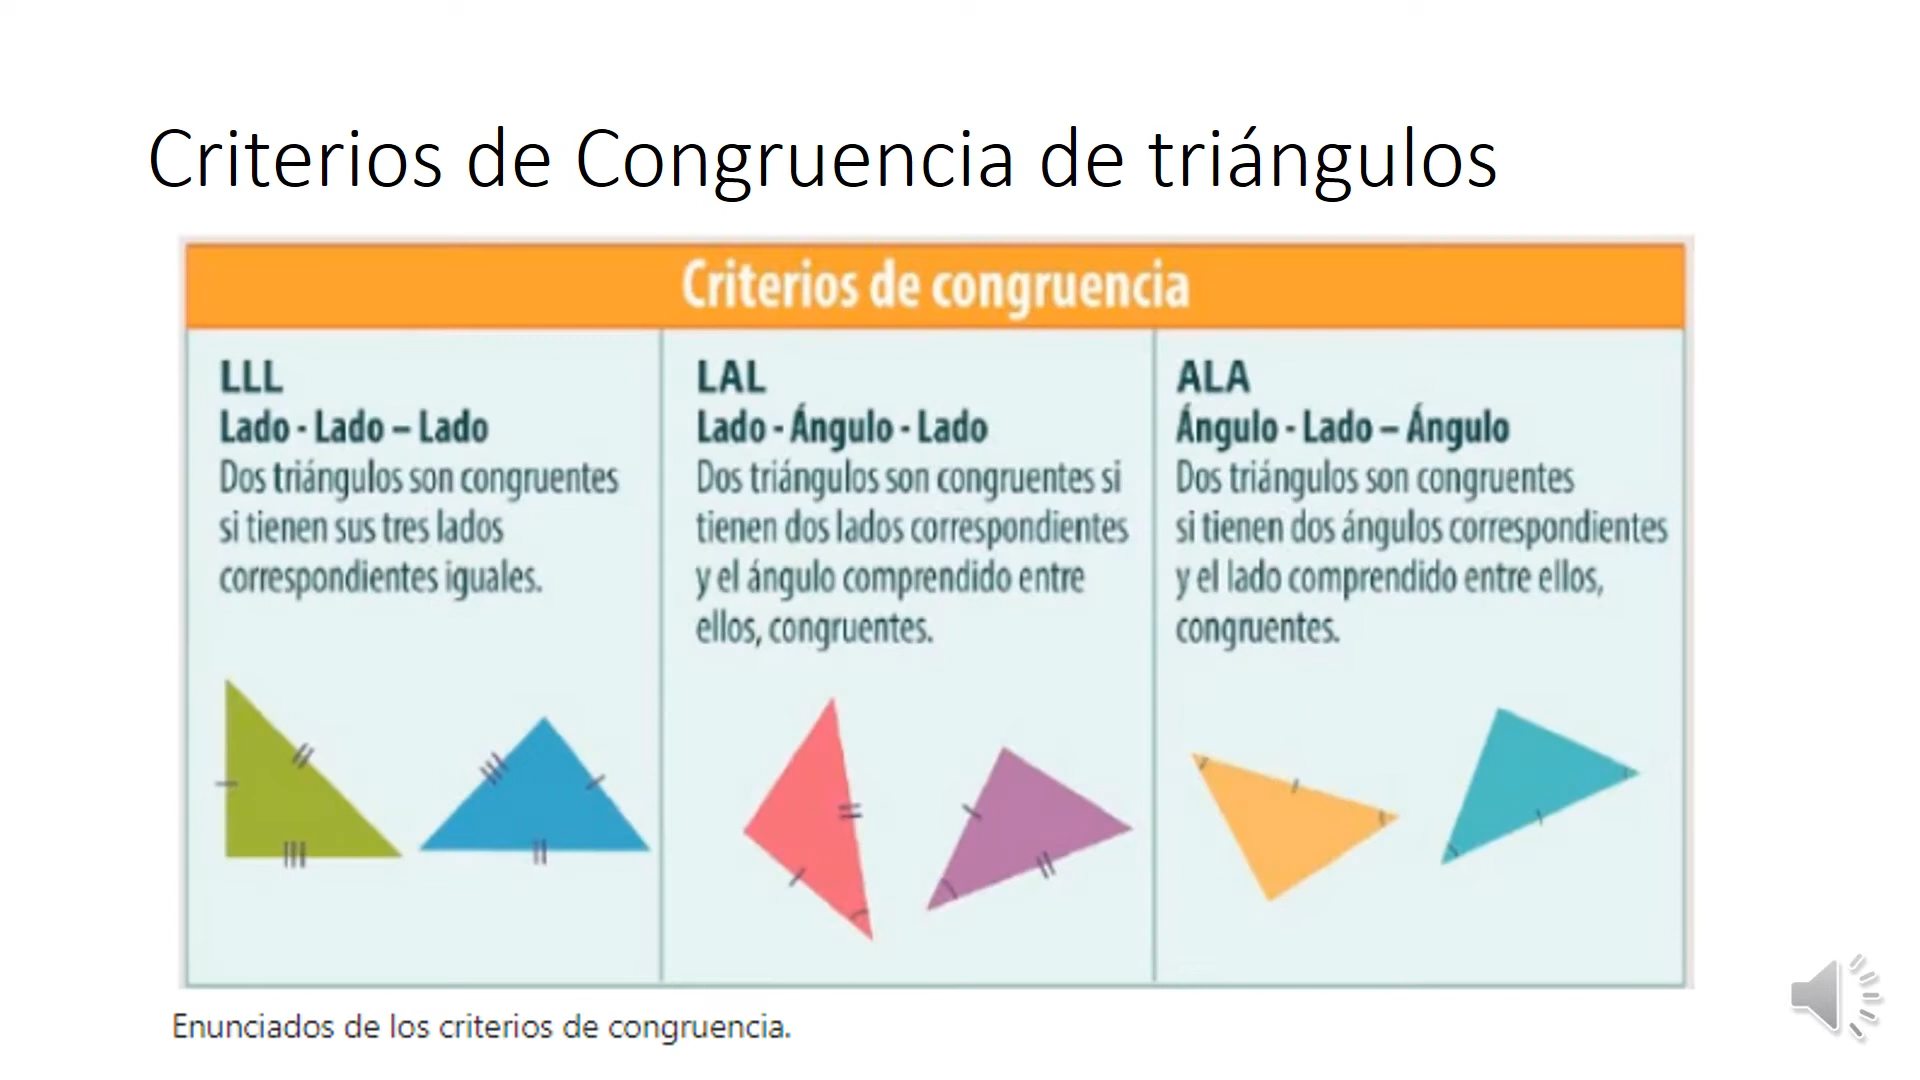 Criterios de Congruencia de triángulos
Criterios de congruencia
LLL
Lado - Lado – Lado
Dos triángulos son congruentes
si tienen sus tres lados
correspondientes iguales.
LAL
Lado - Ángulo - Lado
Dos triángulos son congruentes si
tienen dos lados correspondientes
y el ángulo comprendido entre
ellos, congruentes.
ALA
Ángulo - Lado – Ángulo
Dos triángulos son congruentes
si tienen dos ángulos correspondientes
y el lado comprendido entre ellos,
congruentes.
Enunciados de los criterios de congruencia.